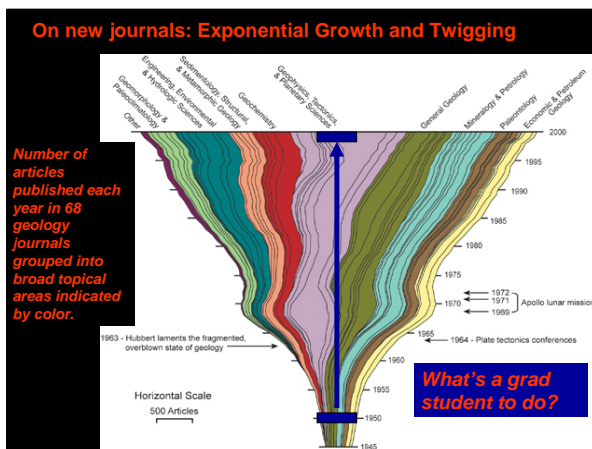 On new journals: Exponential Growth and Twigging
Other
Geomorphology &
Paleolimatology
Engineering, Environmental
& Hydrologic Sciences
Sedimentology, Structural,
& Metamorphic Geology
Geochemistry
Geophysics, Tectonics,
& Planetary Sciences
General Geology
Mineralogy & Petrology
Paleontology
Economic & Petroleum
Geology
Number of
articles
published each
year in 68
geology
journals
grouped into
broad topical
areas indicated
by color.
2000
1995
1990
1985
1980
1975
1970
1965
1960
1955
1950
1945
1972
1971
1969
Apollo lunar mission
1963 - Hubbert laments the fragmented,
overblown state of geology
1964 - Plate tectonics conferences
Horizontal Scale
500 Articles
What's a grad
student to do?